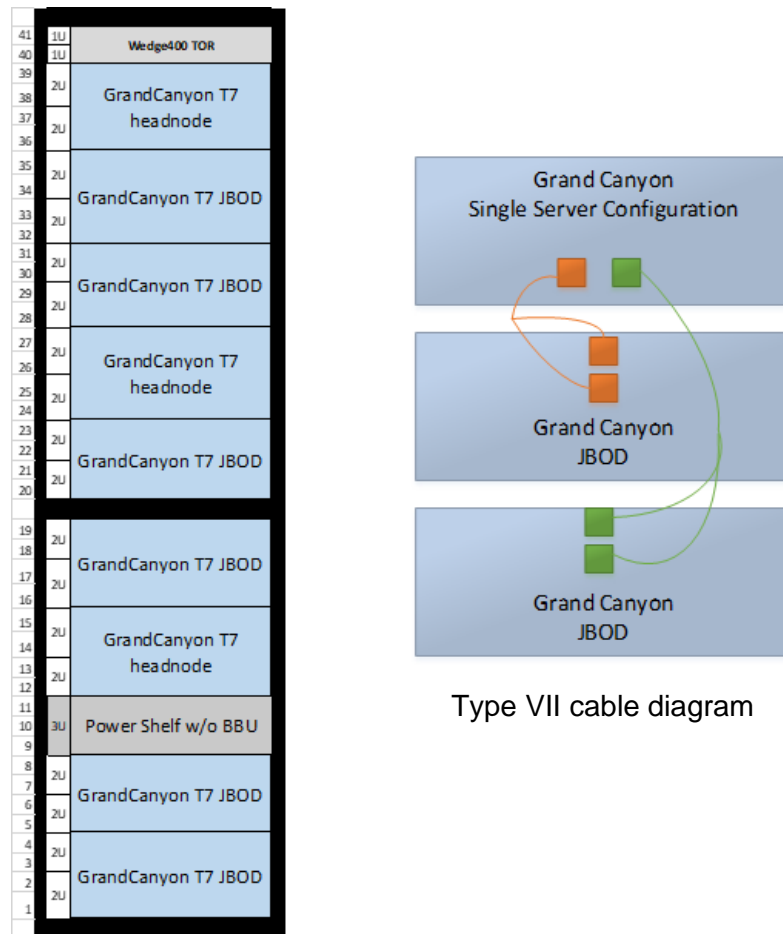 41
1U
Wedge400 TOR
40
1U
39
2U
GrandCanyon T7
headnode
38
37
2U
36
35
2U
GrandCanyon T7 JBOD
34
33
2U
32
31
2U
GrandCanyon T7 JBOD
30
29
2U
28
27
2U
GrandCanyon T7
headnode
26
25
2U
24
23
2U
GrandCanyon T7 JBOD
22
21
2U
20
19
2U
GrandCanyon T7 JBOD
18
17
2U
16
15
2U
GrandCanyon T7
headnode
14
13
2U
12
11
10
3U
Power Shelf w/o BBU
9
8
2U
GrandCanyon T7 JBOD
7
6
2U
5
4
2U
GrandCanyon T7 JBOD
3
2
2U
1
Grand Canyon
Single Server Configuration
Grand Canyon
JBOD
Grand Canyon
JBOD
Type VII cable diagram